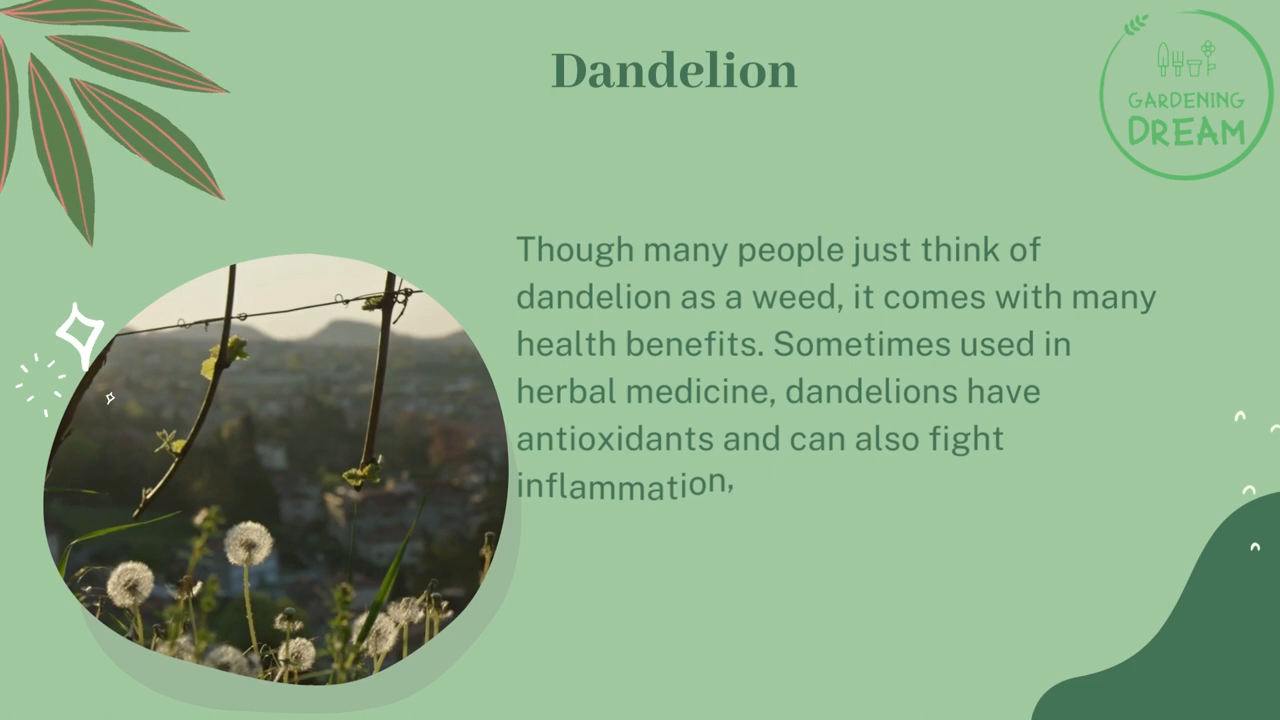 Dandelion
GARDENING
DREAM
Though many people just think of
dandelion as a weed, it comes with many
health benefits. Sometimes used in
herbal medicine, dandelions have
antioxidants and can also fight
inflammation,